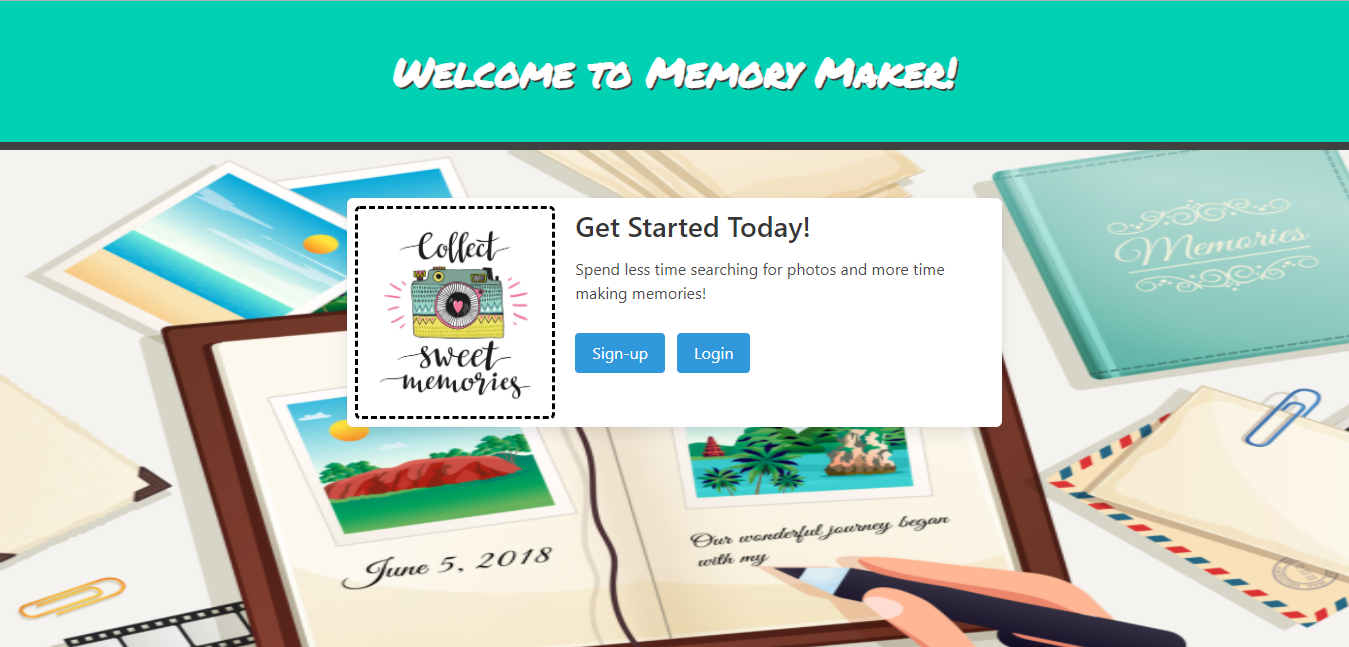 Welcome to Memory Maker!
Memories
Collect
sweet
memories
Get Started Today!
Spend less time searching for photos and more time
making memories!
Sign-up
Login
June 5, 2018
Our wonderful journey began
with my